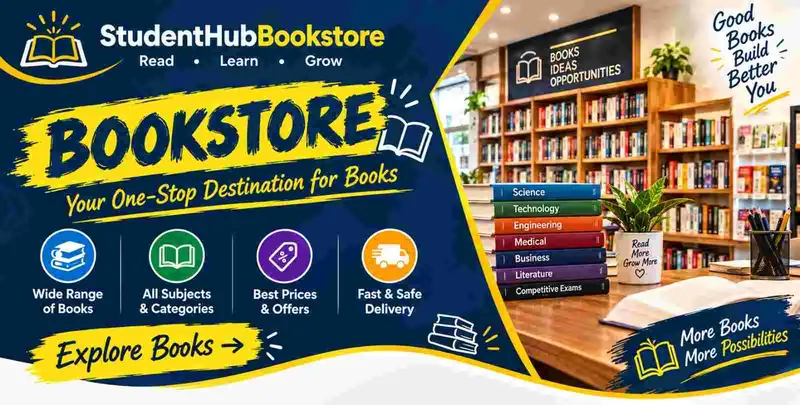 StudentHubBookstore
Read • Learn • Grow
BOOKSTORE
Your One-Stop Destination for Books
Wide Range
of Books
All Subjects
& Categories
Best Prices
& Offers
Fast & Safe
Delivery
Explore Books →
BOOKS
IDEAS
OPPORTUNITIES
Good
Books
Build
Better
You
Science
Technology
Engineering
Medical
Business
Literature
Competitive Exams
Read
More
Grow More
More Books
More Possibilities